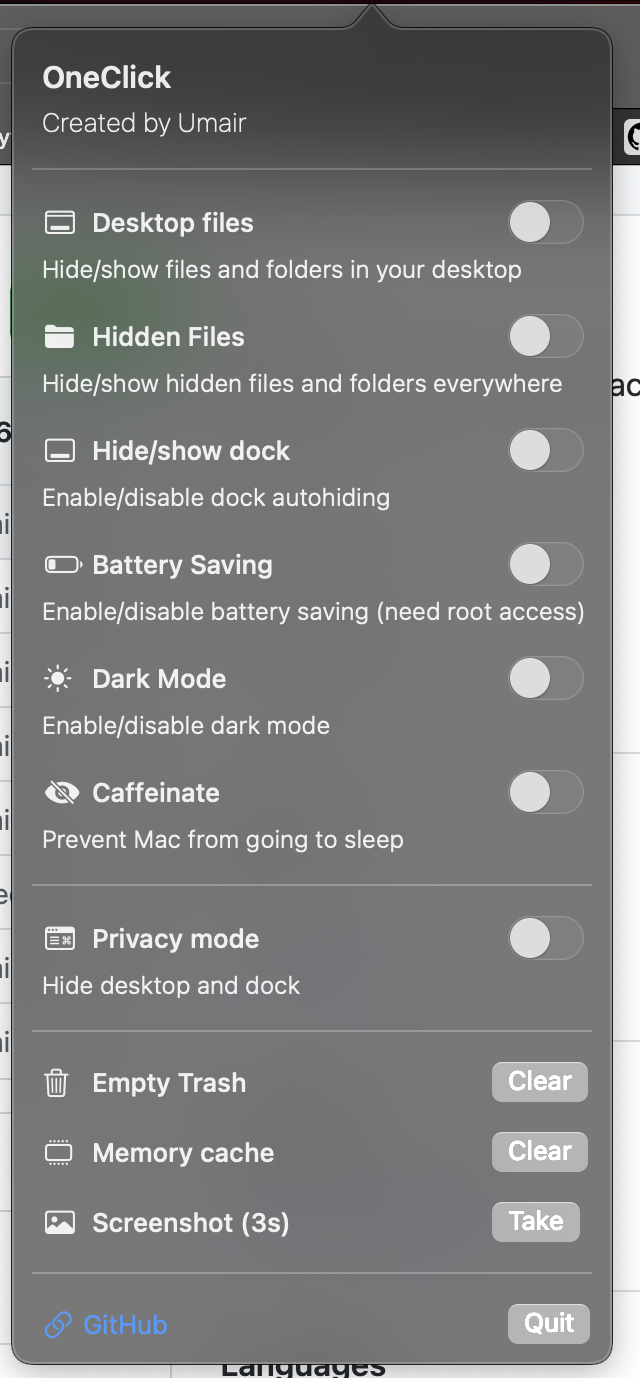 OneClick
Created by Umair
Desktop files
Hide/show files and folders in your desktop
Hidden Files
Hide/show hidden files and folders everywhere
Hide/show dock
Enable/disable dock autohiding
Battery Saving
Enable/disable battery saving (need root access)
Dark Mode
Enable/disable dark mode
Caffeinate
Prevent Mac from going to sleep
Privacy mode
Hide desktop and dock
Empty Trash Clear
Memory cache Clear
Screenshot (3s) Take
GitHub Quit
Languages